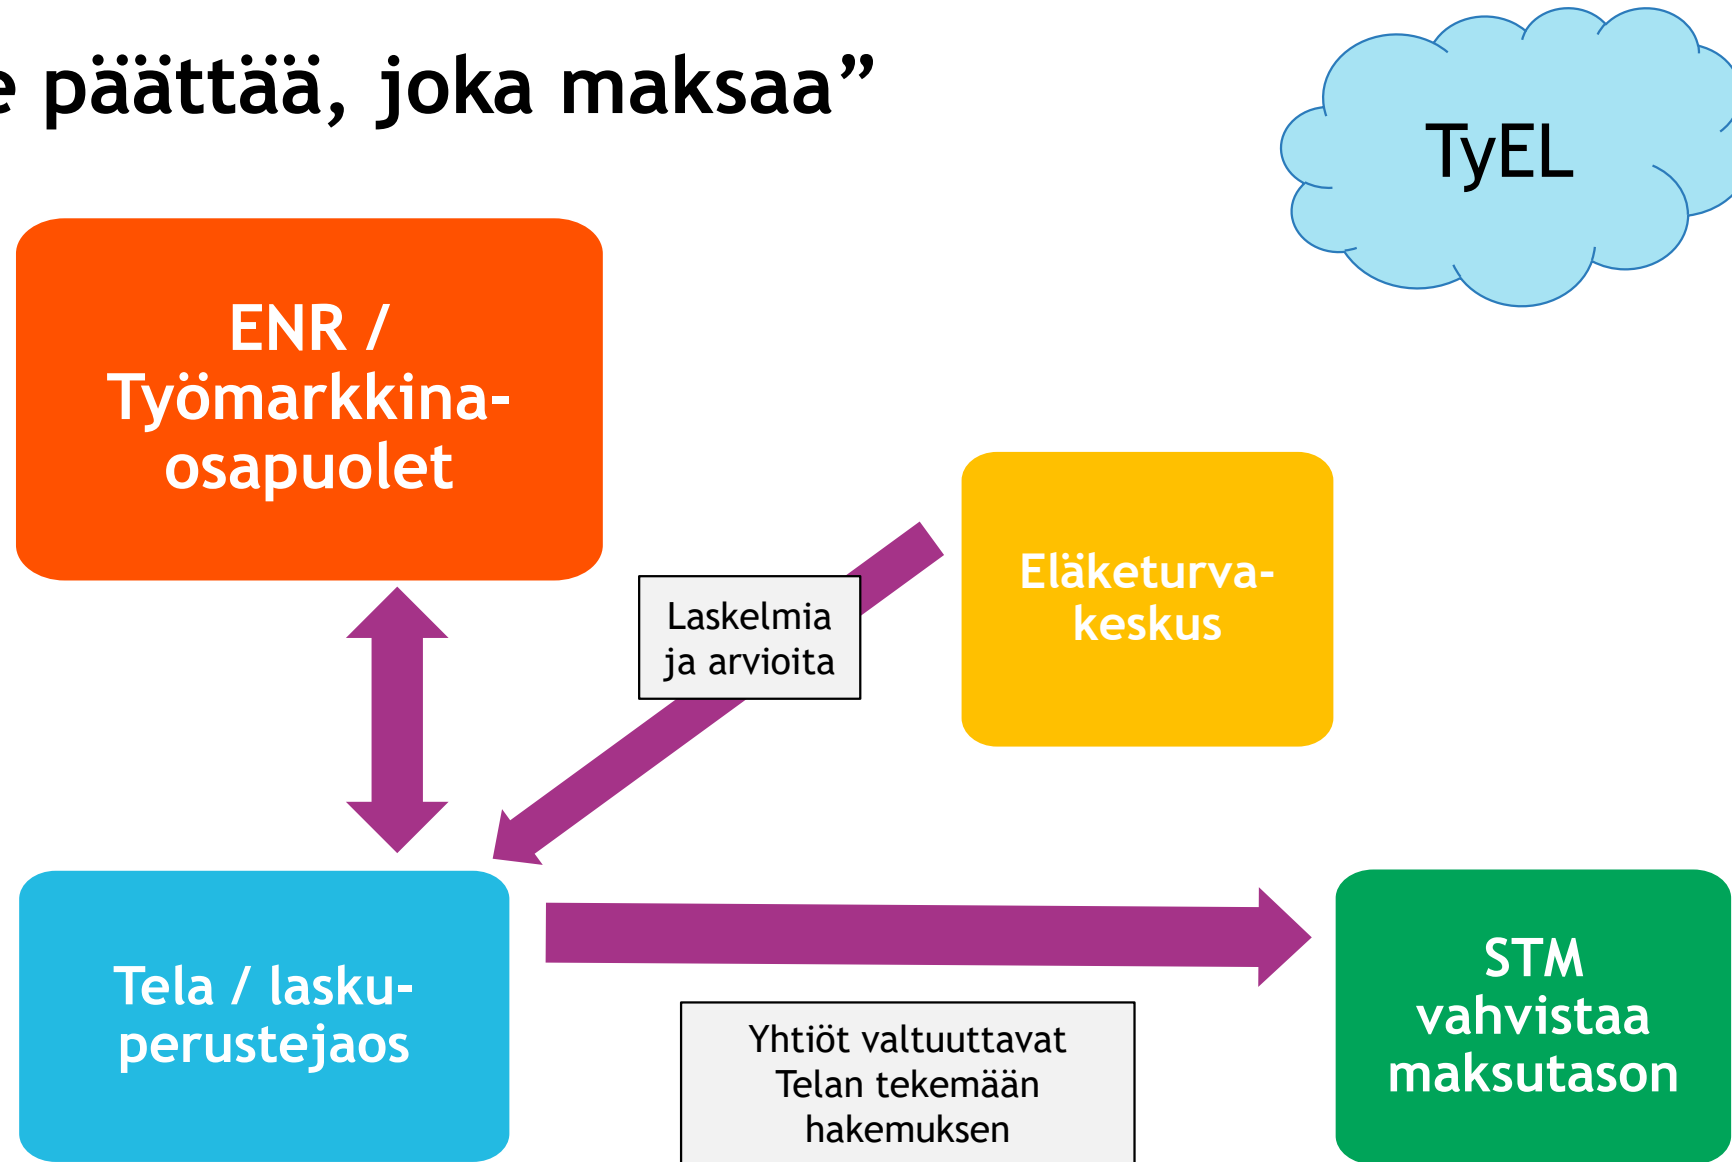 e päättää, joka maksaa”
TyEL
ENR /
Työmarkkina-
osapuolet
Eläketurva-
keskus
Laskelmia
ja arvioita
Tela / lasku-
perustejaos
STM
vahvistaa
maksutason
Yhtiöt valtuuttavat
Telan tekemään
hakemuksen